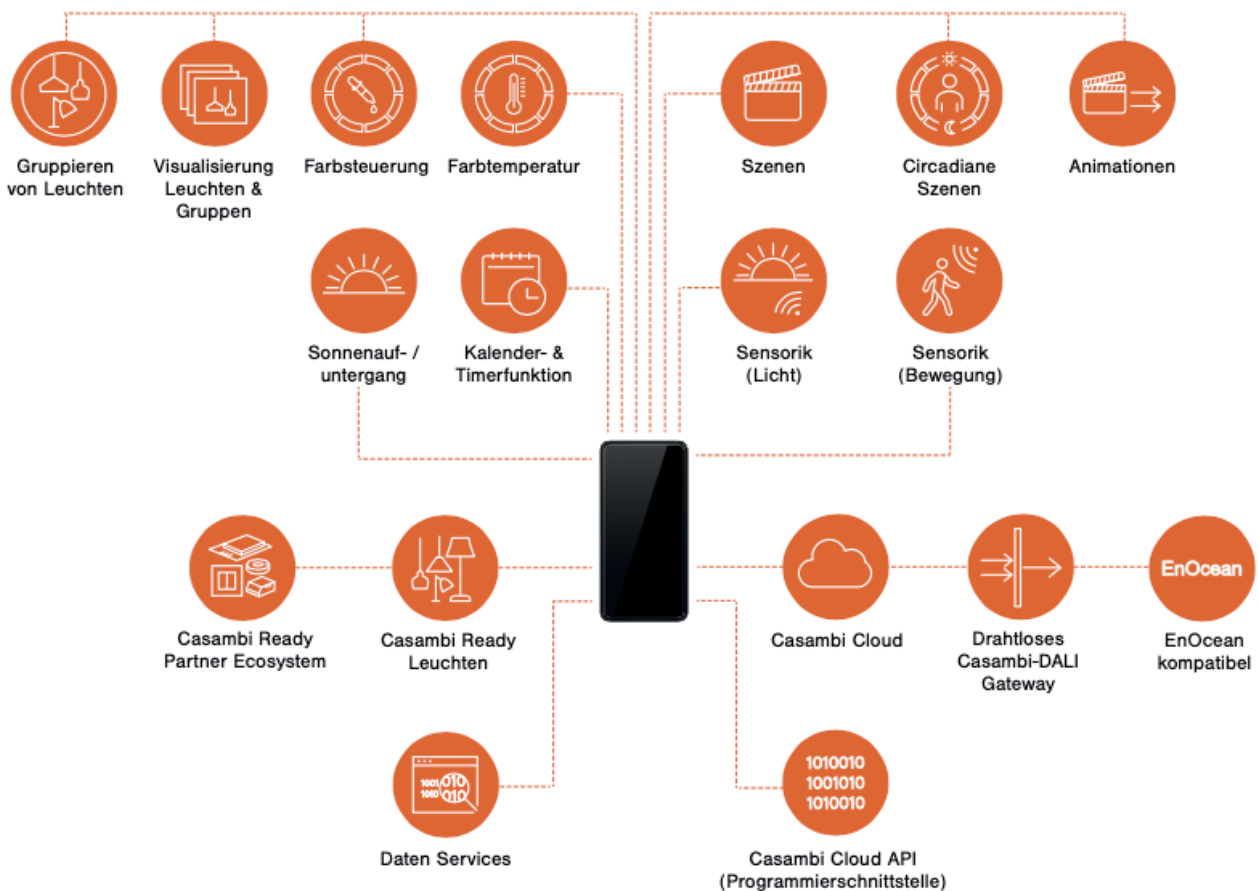 Gruppieren
von Leuchten
Visualisierung
Leuchten &
Gruppen
Farbsteuerung
Farbtemperatur
Szenen
Circadiane
Szenen
Animationen
Sonnenauf- /
untergang
Kalender- &
Timerfunktion
Sensorik
(Licht)
Sensorik
(Bewegung)
Casambi Ready
Partner Ecosystem
Casambi Ready
Leuchten
Casambi Cloud
Drahtloses
Casambi-DALI
Gateway
EnOcean
EnOcean
kompatibel
1001 010
1010 010
Daten Services
1010010
1001010
1010010
Casambi Cloud API
(Programmierschnittstelle)